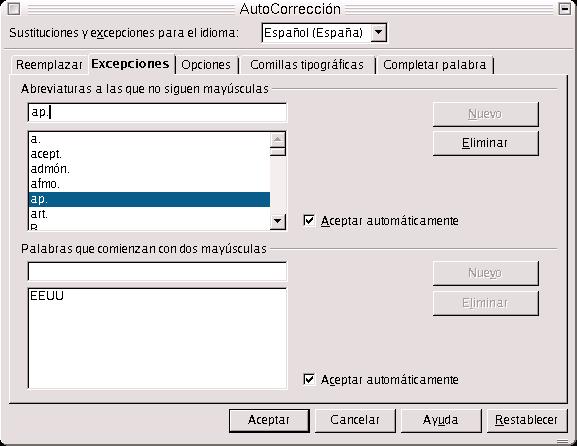 AutoCorrección
Sustituciones y excepciones para el idioma: Español (España)
Reemplazar Excepciones Opciones Comillas tipográficas Completar palabra
Abreviaturas a las que no siguen mayúsculas
ap.
Nuevo
a.
acept.
admón.
afmo.
ap.
art.
B
Eliminar
Aceptar automáticamente
Palabras que comienzan con dos mayúsculas
Nuevo
EEUU
Eliminar
Aceptar automáticamente
Aceptar Cancelar Ayuda Restablecer